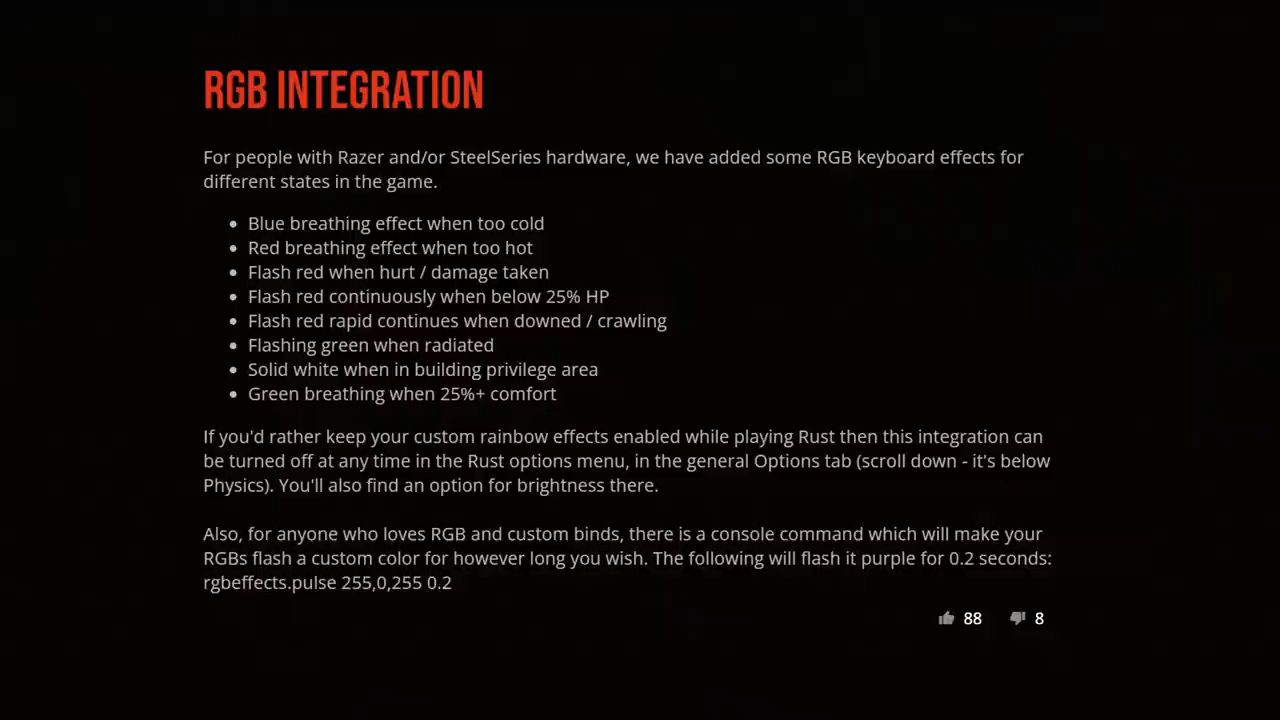 RGB INTEGRATION
For people with Razer and/or SteelSeries hardware, we have added some RGB keyboard effects for
different states in the game.
• Blue breathing effect when too cold
• Red breathing effect when too hot
• Flash red when hurt / damage taken
• Flash red continuously when below 25% HP
• Flash red rapid continues when downed / crawling
• Flashing green when radiated
• Solid white when in building privilege area
• Green breathing when 25%+ comfort
If you'd rather keep your custom rainbow effects enabled while playing Rust then this integration can
be turned off at any time in the Rust options menu, in the general Options tab (scroll down - it's below
Physics). You'll also find an option for brightness there.
Also, for anyone who loves RGB and custom binds, there is a console command which will make your
RGBs flash a custom color for however long you wish. The following will flash it purple for 0.2 seconds:
rgbeffects.pulse 255,0,255 0.2
88 8